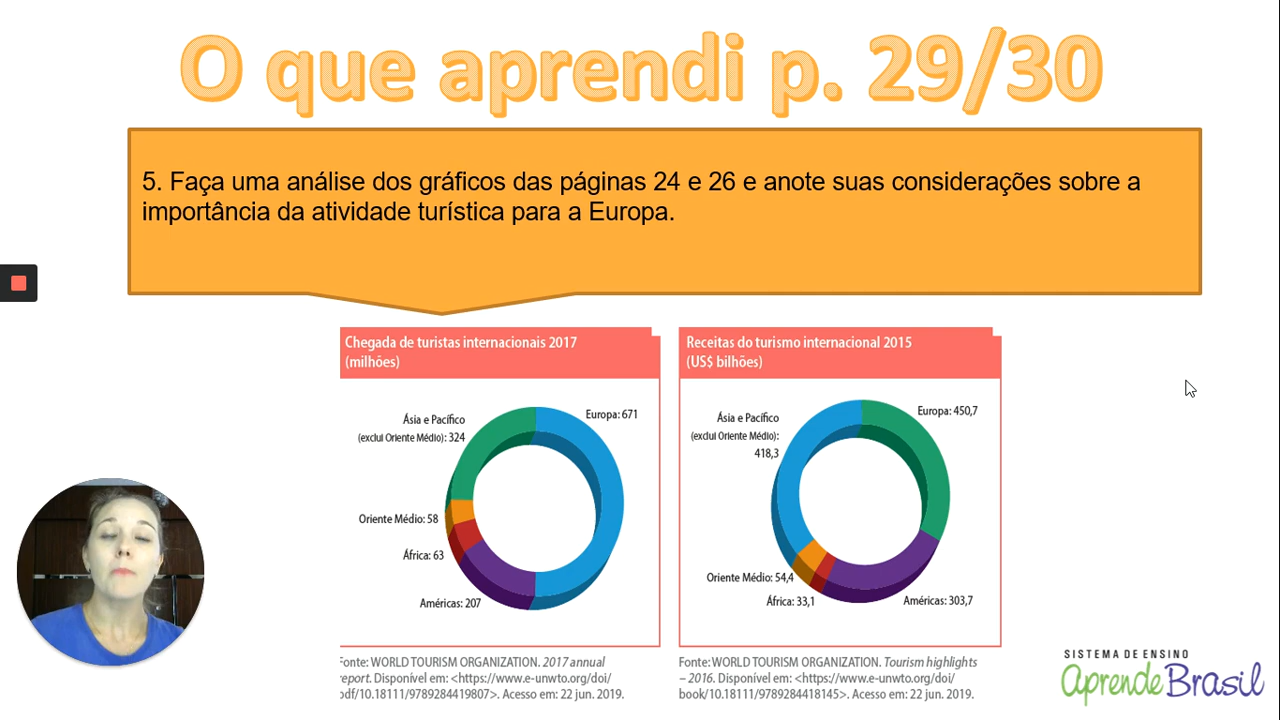 O que aprendi p. 29/30
5. Faça uma análise dos gráficos das páginas 24 e 26 e anote suas considerações sobre a
importância da atividade turística para a Europa.
Chegada de turistas internacionais 2017
(milhões)
Europa: 671
Ásia e Pacífico
(exclui Oriente Médio): 324
Oriente Médio: 58
África: 63
Américas: 207
Fonte: WORLD TOURISM ORGANIZATION. 2017 annual
report. Disponível em: <https://www.e-unwto.org/doi/
pdf/10.18111/9789284419807>. Acesso em: 22 jun. 2019.
Receitas do turismo internacional 2015
(US$ bilhões)
Europa: 450,7
Ásia e Pacífico
(exclui Oriente Médio):
418,3
Oriente Médio: 54,4
África: 33,1
Américas: 303,7
Fonte: WORLD TOURISM ORGANIZATION. Tourism highlights
– 2016. Disponível em: <https://www.e-unwto.org/doi/
book/10.18111/9789284418145>. Acesso em: 22 jun. 2019.
SISTEMA DE ENSINO
aprende Brasil